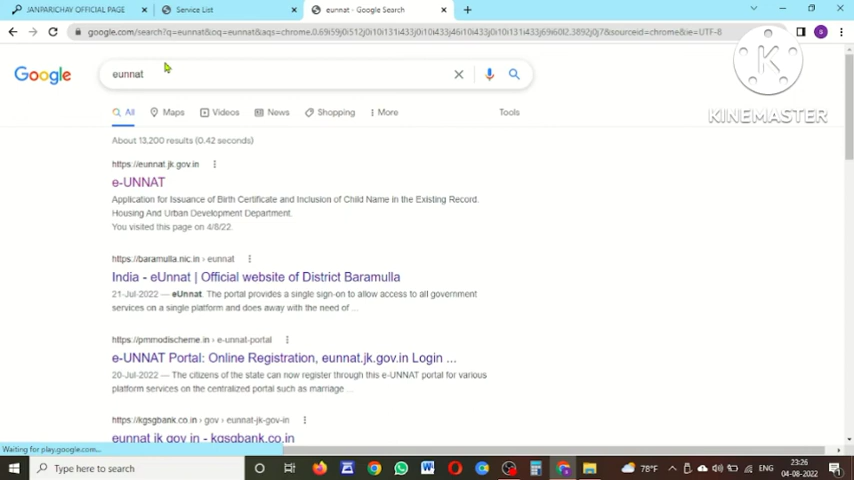 JANPARICHAY OFFICIAL PAGE
Service List
eunnat - Google Search
google.com/search?q=eunnat&oq=eunnat&aqs=chrome.0.69i59j0i512j0i10i131i433j46i10i433j0i10i131i433j69i60l2.3892j0j7&sourceid=chrome&ie=UTF-8
S
K
KINEMASTER
Google
eunnat
All
Maps
Videos
News
Shopping
More
Tools
About 13,200 results (0.42 seconds)
https://eunnat.jk.gov.in
e-UNNAT
Application for Issuance of Birth Certificate and Inclusion of Child Name in the Existing Record.
Housing And Urban Development Department.
You visited this page on 4/8/22.
https://baramulla.nic.in › eunnat
India - eUnnat | Official website of District Baramulla
21-Jul-2022 — eUnnat. The portal provides a single sign-on to allow access to all government
services on a single platform and does away with the need of ...
https://pmmodischeme.in › e-unnat-portal
e-UNNAT Portal: Online Registration, eunnat.jk.gov.in Login ...
20-Jul-2022 — The citizens of the state can now register through this e-UNNAT portal for various
platform services on the centralized portal such as marriage...
https://kgsgbank.co.in › gov › eunnat-jk-gov-in
eunnat jk gov in - kgsgbank.co.in
Waiting for play.google.com...
Type here to search
78°F
ENG
23:26
04-08-2022